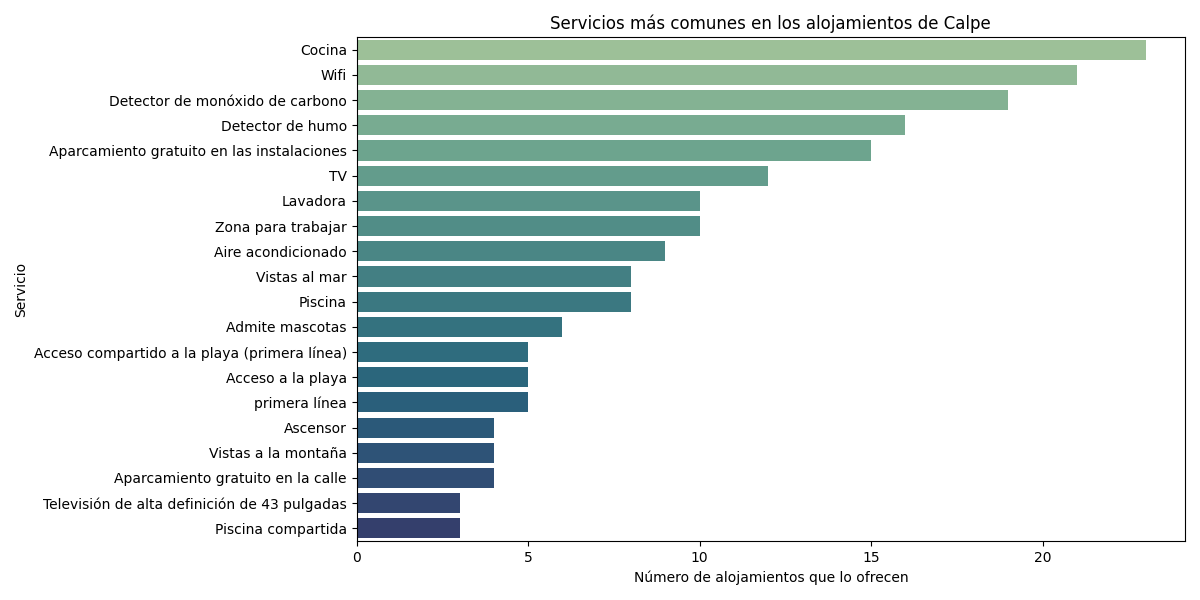 Servicios más comunes en los alojamientos de Calpe
Servicio
Cocina
Wifi
Detector de monóxido de carbono
Detector de humo
Aparcamiento gratuito en las instalaciones
TV
Lavadora
Zona para trabajar
Aire acondicionado
Vistas al mar
Piscina
Admite mascotas
Acceso compartido a la playa (primera línea)
Acceso a la playa
primera línea
Ascensor
Vistas a la montaña
Aparcamiento gratuito en la calle
Televisión de alta definición de 43 pulgadas
Piscina compartida
0 5 10 15 20
Número de alojamientos que lo ofrecen